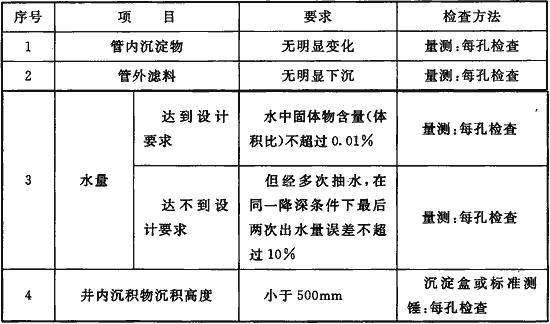 序号 项 目 要求 检查方法
1 管内沉淀物 无明显变化 量测:每孔检查
2 管外滤料 无明显下沉 量测:每孔检查
3 水量
达到设计
要求
水中固体物含量(体
积比)不超过0.01%
量测:每孔检查
达不到设
计要求
但经多次抽水,在
同一降深条件下最后
两次出水量误差不超
过10%
量测:每孔检查
4 井内沉积物沉积高度 小于500mm
沉淀盒或标准测
锤:每孔检查